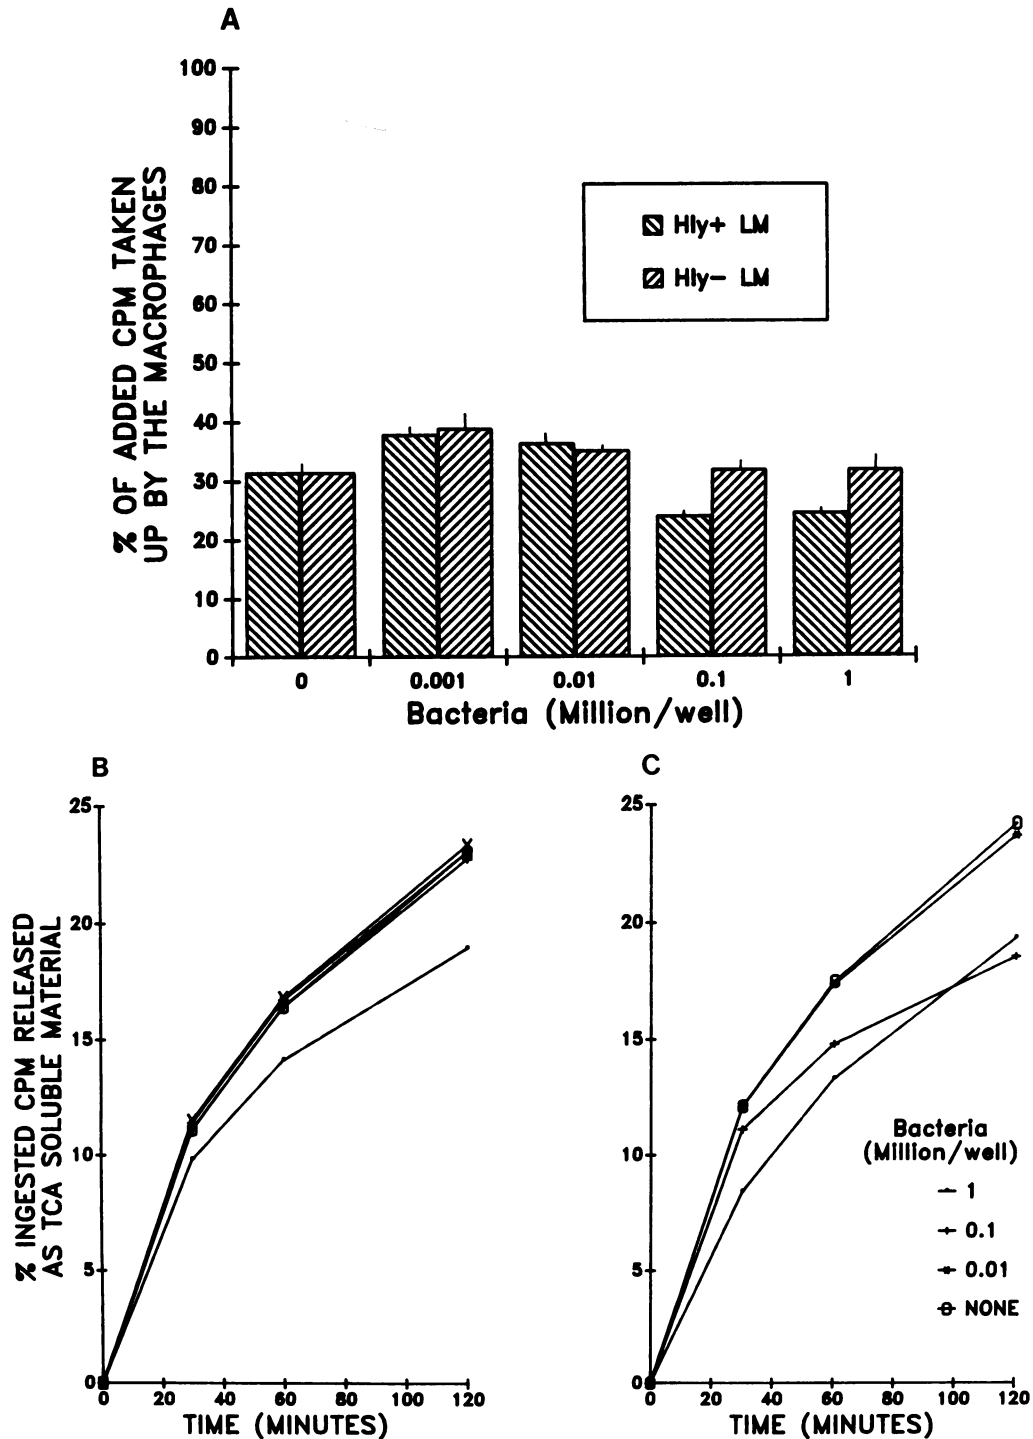 A
100
90
80
70
60
50
40
30
20
10
0
% OF ADDED CPM TAKEN
UP BY THE MACROPHAGES
Hly+ LM
Hly− LM
0 0.001 0.01 0.1 1
Bacteria (Million/well)
B
25
20
15
10
5
0
% INGESTED CPM RELEASED
AS TCA SOLUBLE MATERIAL
0 20 40 60 80 100 120
TIME (MINUTES)
C
25
20
15
10
5
0
Bacteria
(Million/well)
1
0.1
0.01
NONE
0 20 40 60 80 100 120
TIME (MINUTES)